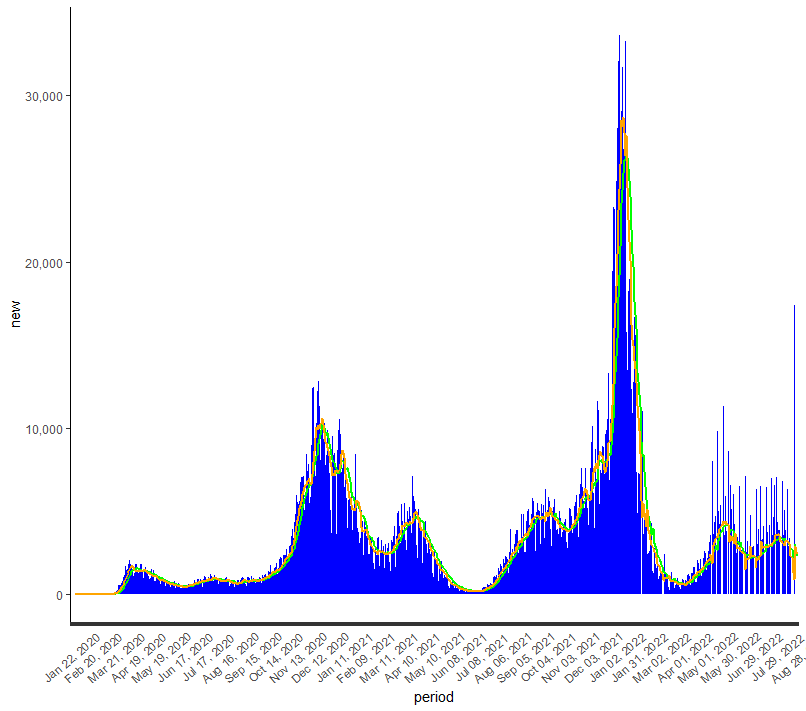 30,000
20,000
10,000
0
new
Jan 22, 2020
Feb 20, 2020
Mar 21, 2020
Apr 19, 2020
May 19, 2020
Jun 17, 2020
Jul 17, 2020
Aug 16, 2020
Sep 15, 2020
Oct 14, 2020
Nov 13, 2020
Dec 12, 2020
Jan 11, 2021
Feb 09, 2021
Mar 11, 2021
Apr 10, 2021
May 10, 2021
Jun 08, 2021
Jul 08, 2021
Aug 06, 2021
Sep 05, 2021
Oct 04, 2021
Nov 03, 2021
Dec 03, 2021
Jan 02, 2022
Jan 31, 2022
Mar 02, 2022
Apr 01, 2022
May 01, 2022
May 30, 2022
Jun 29, 2022
Jul 29, 2022
Aug 28,
period